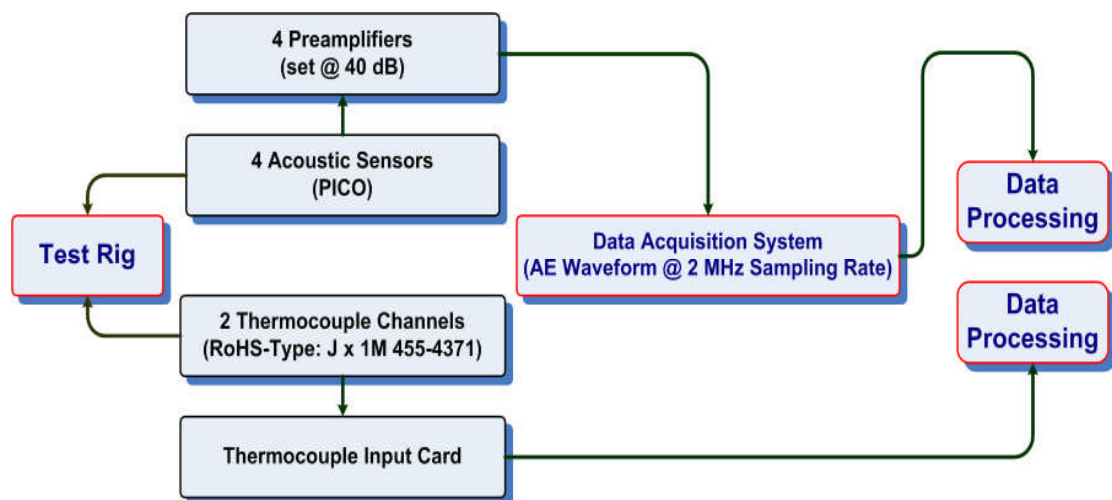 4 Preamplifiers
(set @ 40 dB)
4 Acoustic Sensors
(PICO)
Test Rig
2 Thermocouple Channels
(RoHS-Type: J x 1M 455-4371)
Thermocouple Input Card
Data Acquisition System
(AE Waveform @ 2 MHz Sampling Rate)
Data
Processing
Data
Processing